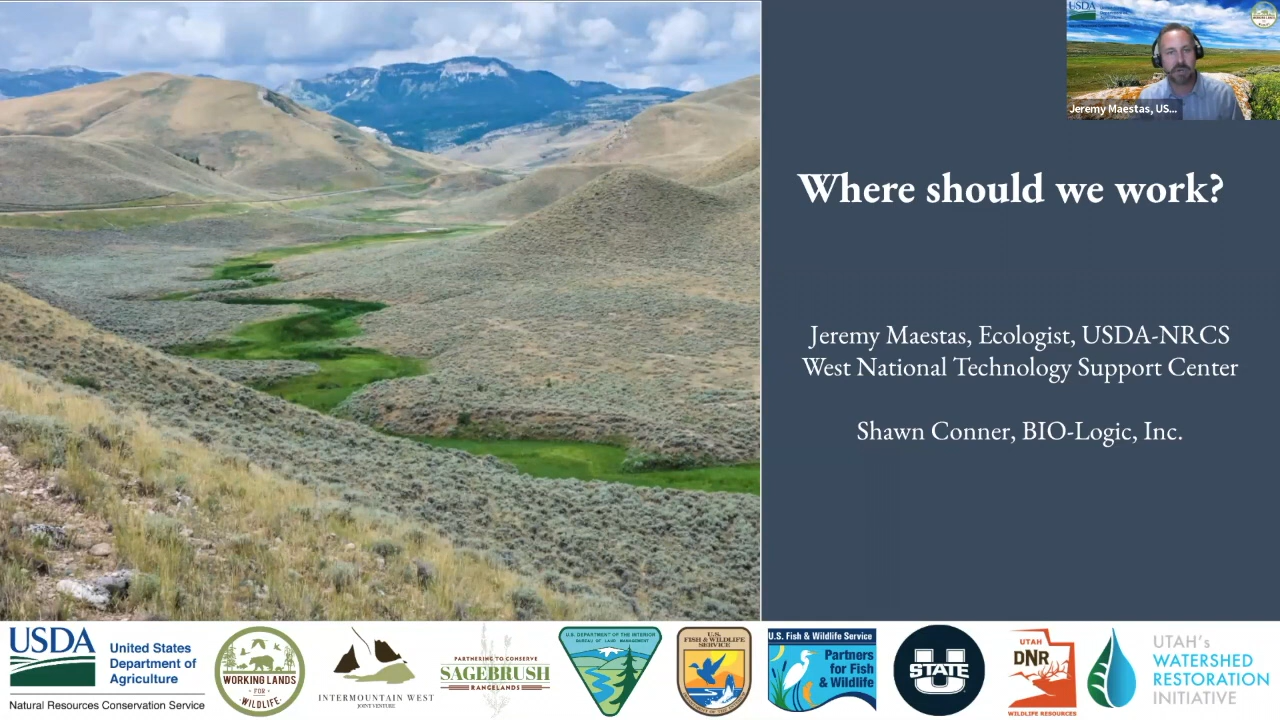 USDA
Jeremy Maestas, US...
Where should we work?
Jeremy Maestas, Ecologist, USDA-NRCS
West National Technology Support Center
Shawn Conner, BIO-Logic, Inc.
USDA
United States
Department of
Agriculture
Natural Resources Conservation Service
WORKING LANDS
FOR
WILDLIFE
INTERMOUNTAIN WEST
JOINT VENTURE
PARTNERING TO CONSERVE
SAGEBRUSH
RANGELANDS
U.S. DEPARTMENT OF THE INTERIOR
BUREAU OF LAND MANAGEMENT
U.S.
FISH & WILDLIFE
SERVICE
U.S. Fish & Wildlife Service
Partners
for Fish
& Wildlife
U
STATE
UTAH
DNR
WILDLIFE RESOURCES
UTAH's
WATERSHED
RESTORATION
INITIATIVE